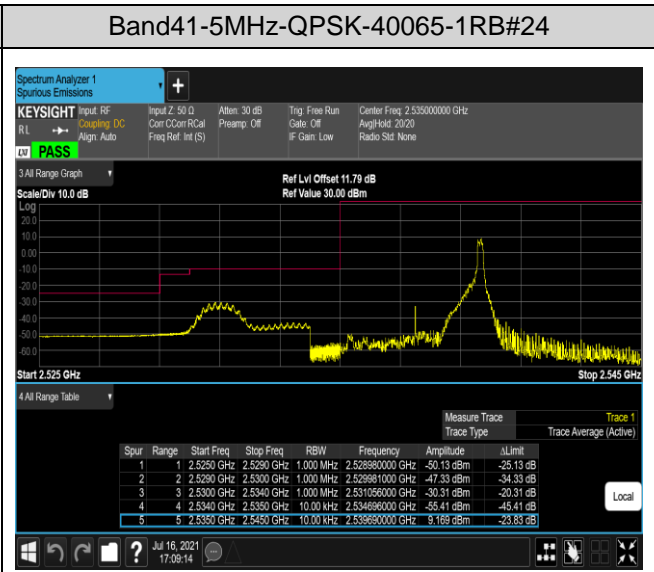 Band41-5MHz-QPSK-40065-1RB#24
Spectrum Analyzer 1
Spurious Emissions
+
KEYSIGHT Input: RF Input Z: 50 Ω Atten: 30 dB Trig: Free Run Center Freq: 2.535000000 GHz
RL Coupling: DC Corr CCorr RCal Preamp: Off Gate: Off Avg|Hold: 20/20
Align: Auto Freq Ref: Int (S) IF Gain: Low Radio Std: None
LXI PASS
3 All Range Graph Ref Lvl Offset 11.79 dB
Scale/Div 10.0 dB Ref Value 30.00 dBm
Log
20.0
10.0
0.00
-10.0
-20.0
-30.0
-40.0
-50.0
-60.0
Start 2.525 GHz Stop 2.545 GHz
4 All Range Table
Measure Trace Trace 1
Trace Type Trace Average (Active)
Spur Range Start Freq Stop Freq RBW Frequency Amplitude ΔLimit
1 1 2.5250 GHz 2.5290 GHz 1.000 MHz 2.528980000 GHz -50.13 dBm -25.13 dB
2 2 2.5290 GHz 2.5300 GHz 1.000 MHz 2.529981000 GHz -47.33 dBm -34.33 dB
3 3 2.5300 GHz 2.5340 GHz 1.000 MHz 2.531056000 GHz -30.31 dBm -20.31 dB
4 4 2.5340 GHz 2.5350 GHz 10.00 kHz 2.534696000 GHz -55.41 dBm -45.41 dB
5 5 2.5350 GHz 2.5450 GHz 10.00 kHz 2.539690000 GHz 9.169 dBm -23.83 dB
Local
? Jul 16, 2021
17:09:14